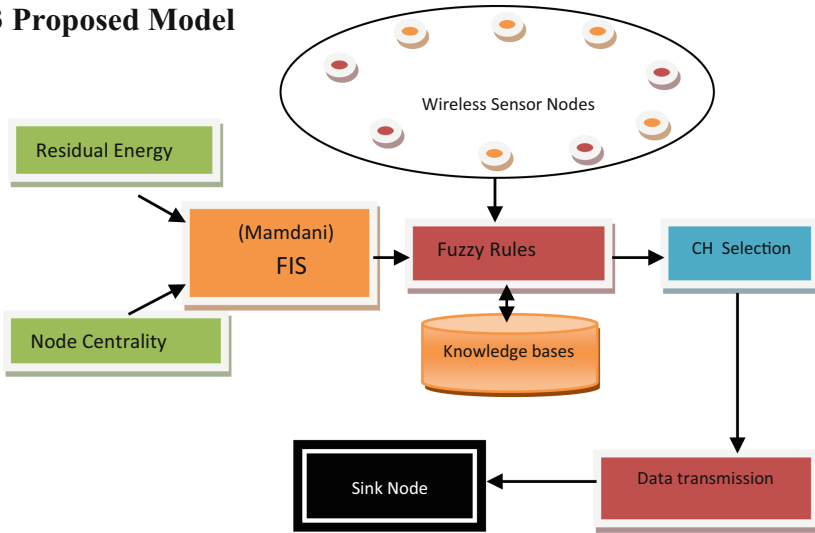 3 Proposed Model
Wireless Sensor Nodes
Residual Energy
(Mamdani)
FIS
Fuzzy Rules
CH Selection
Node Centrality
Knowledge bases
Sink Node
Data transmission